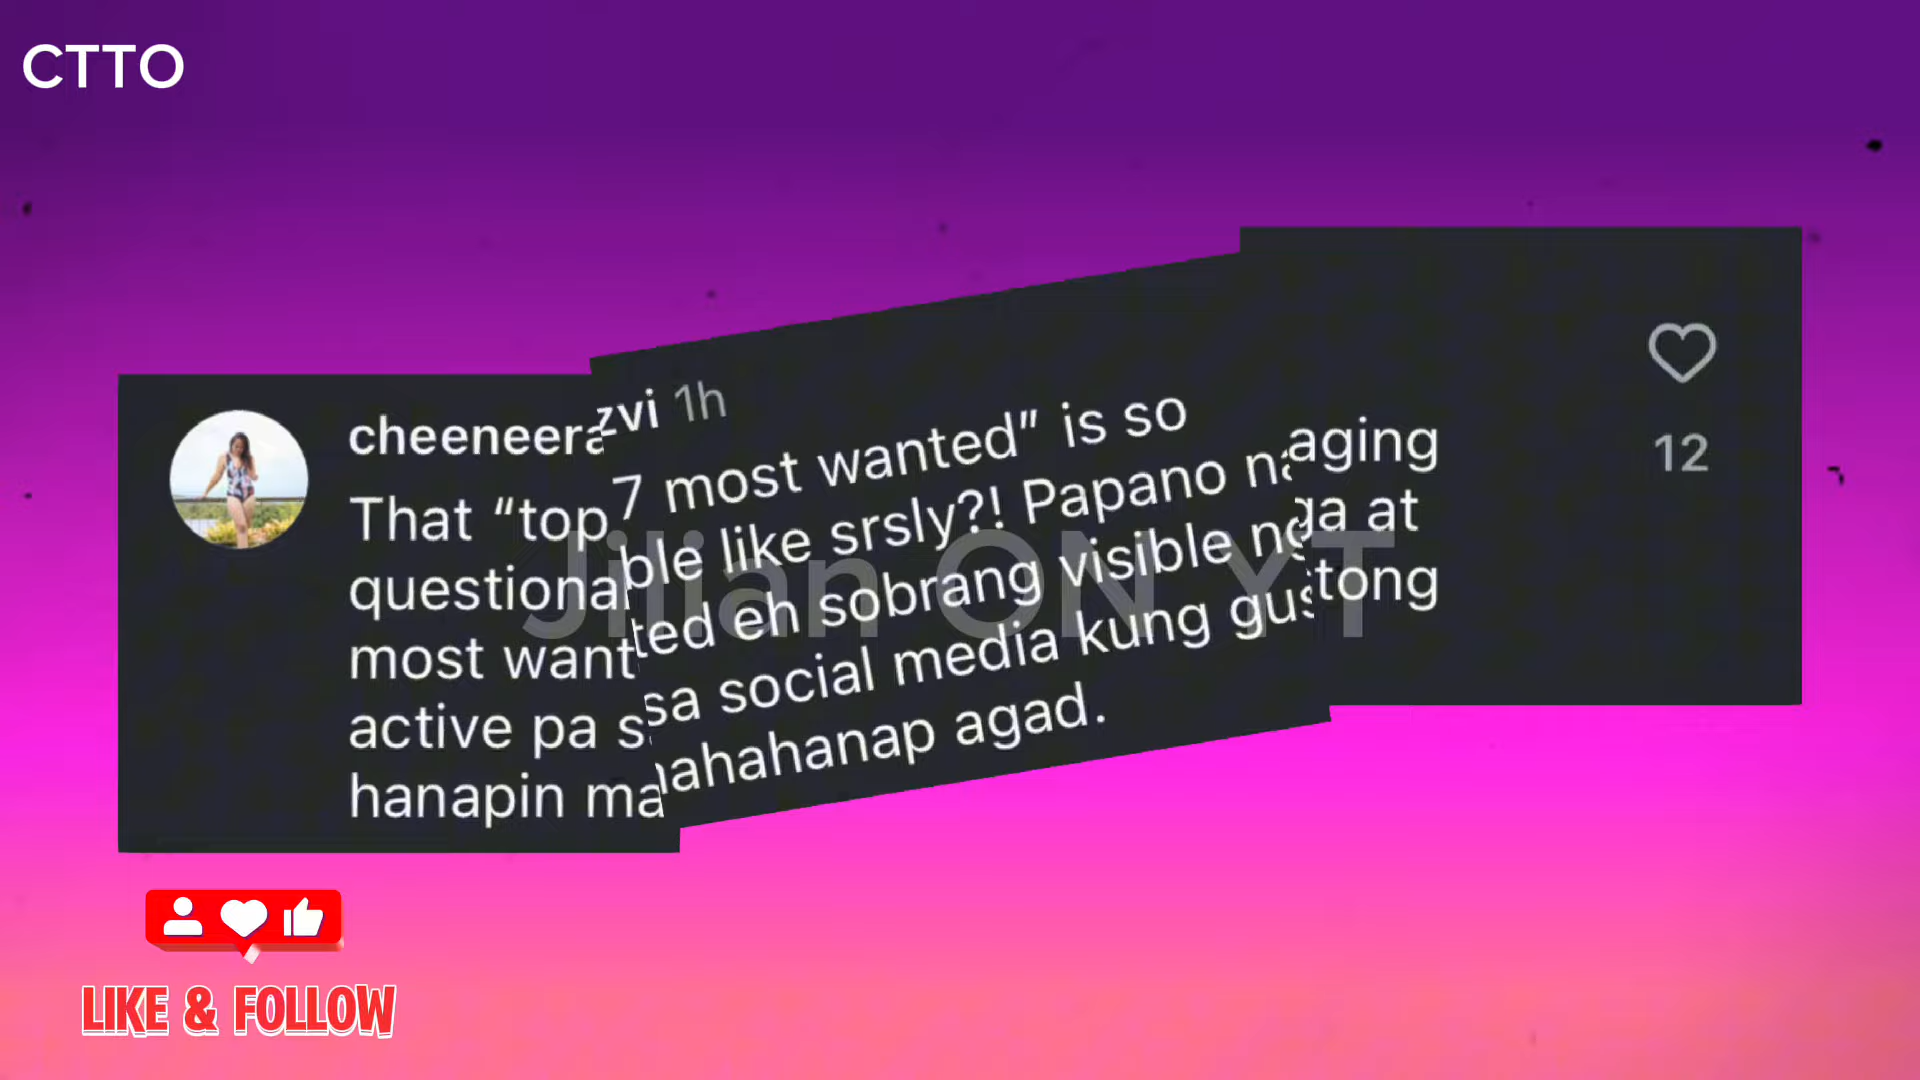 CTTO
cheeneerazvi 1h
That “top 7 most wanted” is so
questionable like srsly?! Papano naging
most wanted eh sobrang visible nga at
active pa sa social media kung gustong
hanapin mahahanap agad.
12
Jilian ON YT
LIKE & FOLLOW